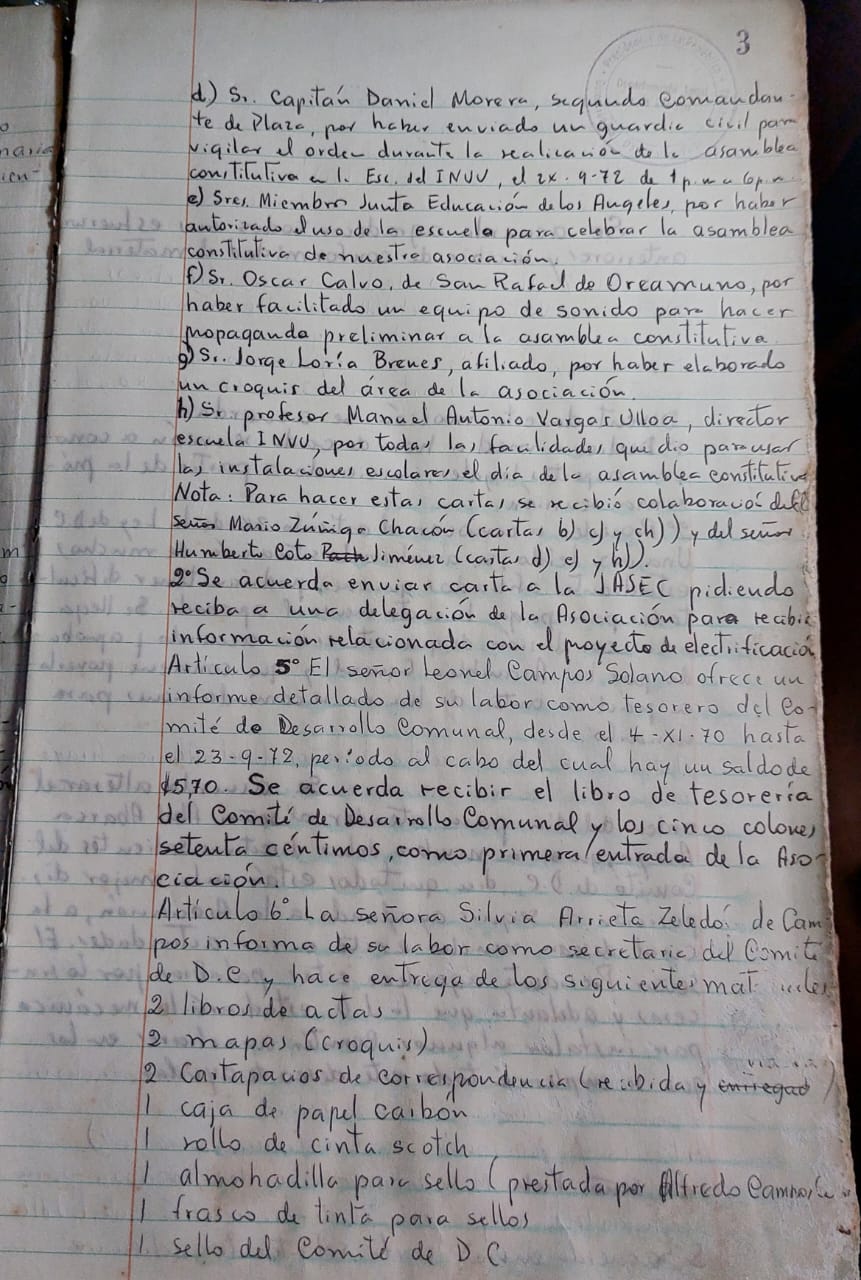 3
d) Sr. Capitán Daniel Morera, segundo Comandan-
te de Plaza, por haber enviado un guardia civil para
vigilar el orden durante la realización de la asamblea
constitutiva en la Esc. del INVU, el 2x-9-72 de 1 p.m a 6 p.m
e) Sres. Miembros Junta Educación de los Angeles, por haber
autorizado el uso de la escuela para celebrar la asamblea
constitutiva de nuestra asociación.
f) Sr. Oscar Calvo, de San Rafael de Oreamuno, por
haber facilitado un equipo de sonido para hacer
propaganda preliminar a la asamblea constitutiva
g) Sr. Jorge Loría Brenes, afiliado, por haber elaborado
un croquis del área de la asociación.
h) Sr. profesor Manuel Antonio Vargas Ulloa, director
escuela INVU, por todas las facilidades que dio para usar
las instalaciones escolares el día de la asamblea constitutiva
Nota: Para hacer estas cartas se recibió colaboración del
señor Mario Zúñiga Chacón (cartas b) c) y ch)) y del señor
Humberto Coto Jiménez (cartas d) e) y h)).
2° Se acuerda enviar carta a la JASEC pidiendo
reciba a una delegación de la Asociación para recibir
información relacionada con el proyecto de electrificación
Artículo 5° El señor Leonel Campos Solano ofrece un
informe detallado de su labor como tesorero del Co-
mité de Desarrollo Comunal, desde el 4-XI-70 hasta
el 23-9-72, período al cabo del cual hay un saldo de
₡5.70. Se acuerda recibir el libro de tesorería
del Comité de Desarrollo Comunal y los cinco colones
setenta céntimos, como primera entrada de la Aso-
ciación.
Artículo 6° La señora Silvia Arrieta Zeledón de Cam
pos informa de su labor como secretaria del Comité
de D.C y hace entrega de los siguientes materiales
2 libros de actas
2 mapas (croquis)
2 Cartapacios de correspondencia (recibida y entregad )
1 caja de papel carbón
1 rollo de cinta scotch
1 almohadilla para sello (prestada por Alfredo
1 frasco de tinta para sellos
1 sello del Comité de D.C